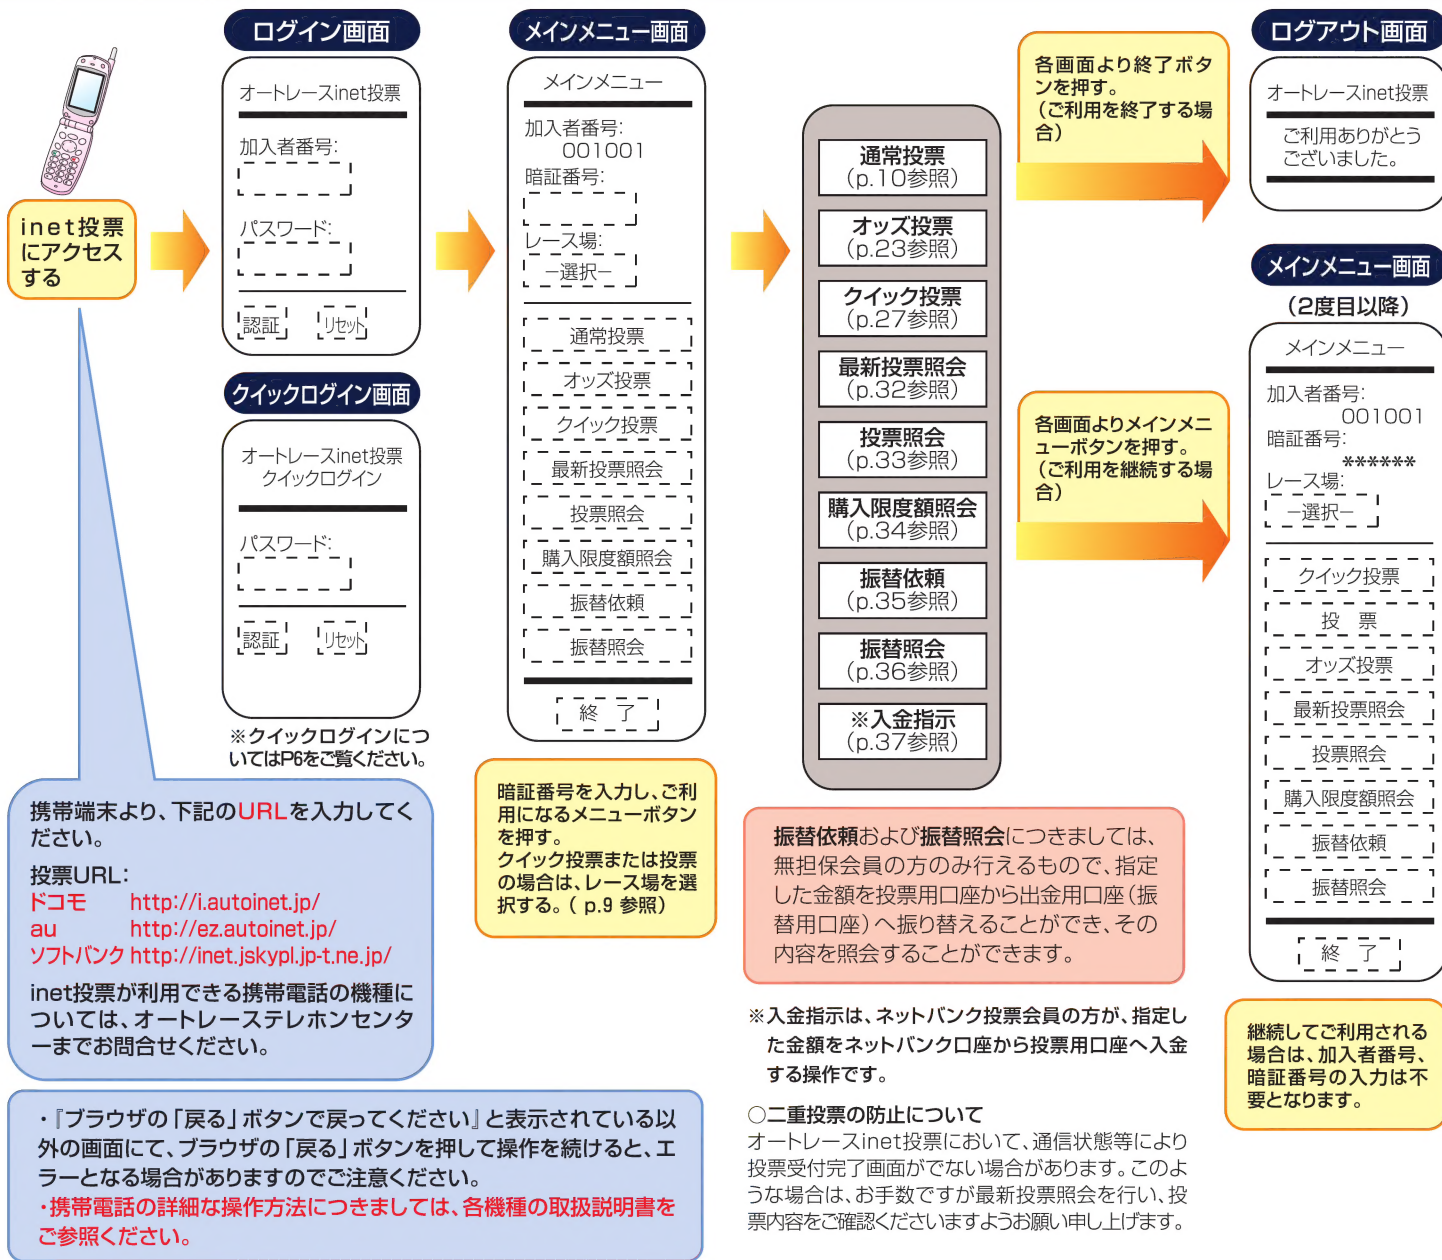 inet投票
にアクセス
する
ログイン画面
オートレースinet投票
加入者番号:
パスワード:
認証 リセット
クイックログイン画面
オートレースinet投票
クイックログイン
パスワード:
認証 リセット
※クイックログインにつ
いてはP6をご覧ください。
携帯端末より、下記のURLを入力してく
ださい。
投票URL:
ドコモ http://i.autoinet.jp/
au http://ez.autoinet.jp/
ソフトバンク http://inet.jskypl.jp-t.ne.jp/
inet投票が利用できる携帯電話の機種に
ついては、オートレーステレホンセンタ
ーまでお問合せください。
メインメニュー画面
メインメニュー
加入者番号:
001001
暗証番号:
レース場:
−選択−
通常投票
オッズ投票
クイック投票
最新投票照会
投票照会
購入限度額照会
振替依頼
振替照会
終 了
暗証番号を入力し、ご利
用になるメニューボタン
を押す。
クイック投票または投票
の場合は、レース場を選
択する。( p.9 参照)
通常投票
(p.10参照)
オッズ投票
(p.23参照)
クイック投票
(p.27参照)
最新投票照会
(p.32参照)
投票照会
(p.33参照)
購入限度額照会
(p.34参照)
振替依頼
(p.35参照)
振替照会
(p.36参照)
※入金指示
(p.37参照)
各画面より終了ボタ
ンを押す。
(ご利用を終了する場
合)
各画面よりメインメニ
ューボタンを押す。
(ご利用を継続する場
合)
ログアウト画面
オートレースinet投票
ご利用ありがとう
ございました。
メインメニュー画面
(2度目以降)
メインメニュー
加入者番号:
001001
暗証番号:
******
レース場:
−選択−
クイック投票
投 票
オッズ投票
最新投票照会
投票照会
購入限度額照会
振替依頼
振替照会
終 了
継続してご利用される
場合は、加入者番号、
暗証番号の入力は不
要となります。
振替依頼および振替照会につきましては、
無担保会員の方のみ行えるもので、指定
した金額を投票用口座から出金用口座(振
替用口座)へ振り替えることができ、その
内容を照会することができます。
※入金指示は、ネットバンク投票会員の方が、指定し
た金額をネットバンク口座から投票用口座へ入金
する操作です。
○二重投票の防止について
オートレースinet投票において、通信状態等により
投票受付完了画面がでない場合があります。このよ
うな場合は、お手数ですが最新投票照会を行い、投
票内容をご確認くださいますようお願い申し上げます。
・『ブラウザの「戻る」ボタンで戻ってください』と表示されている以
外の画面にて、ブラウザの「戻る」ボタンを押して操作を続けると、エ
ラーとなる場合がありますのでご注意ください。
・携帯電話の詳細な操作方法につきましては、各機種の取扱説明書を
ご参照ください。